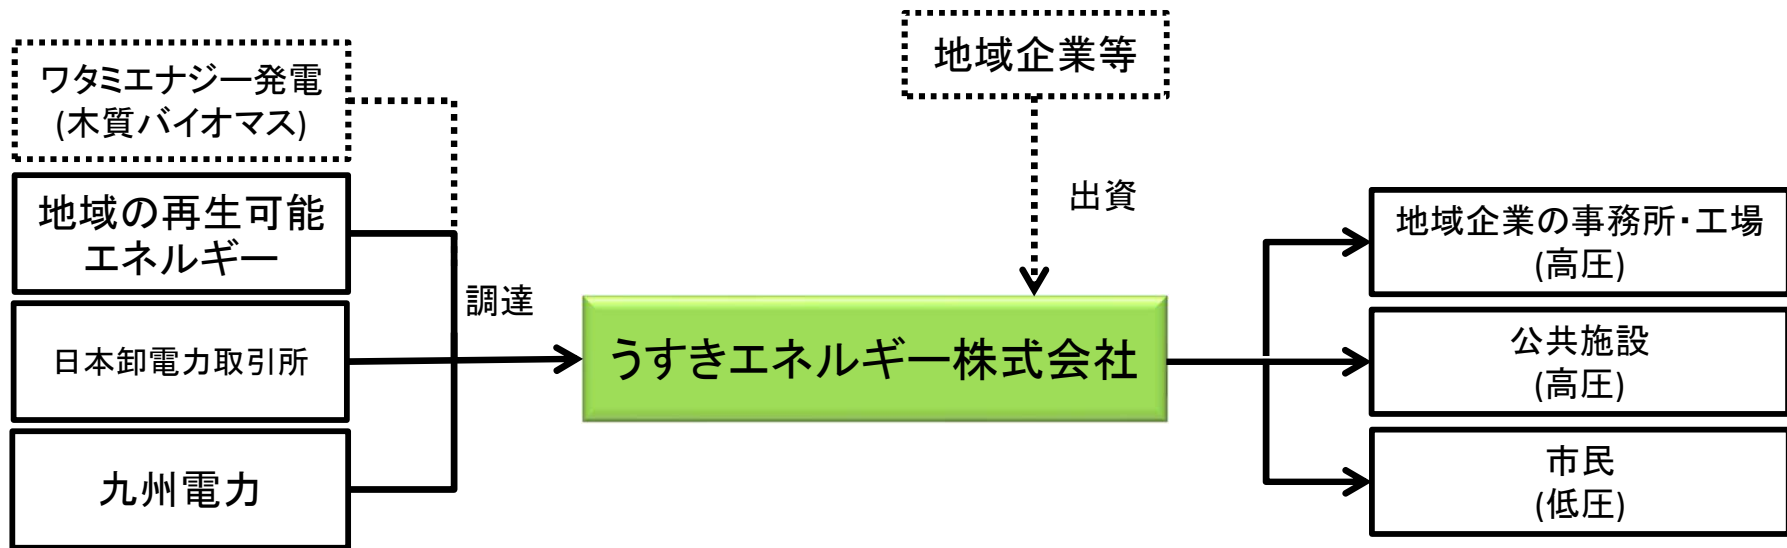 ワタミエナジー発電
(木質バイオマス)
地域の再生可能
エネルギー
日本卸電力取引所
九州電力
調達
地域企業等
出資
うすきエネルギー株式会社
地域企業の事務所・工場
(高圧)
公共施設
(高圧)
市民
(低圧)